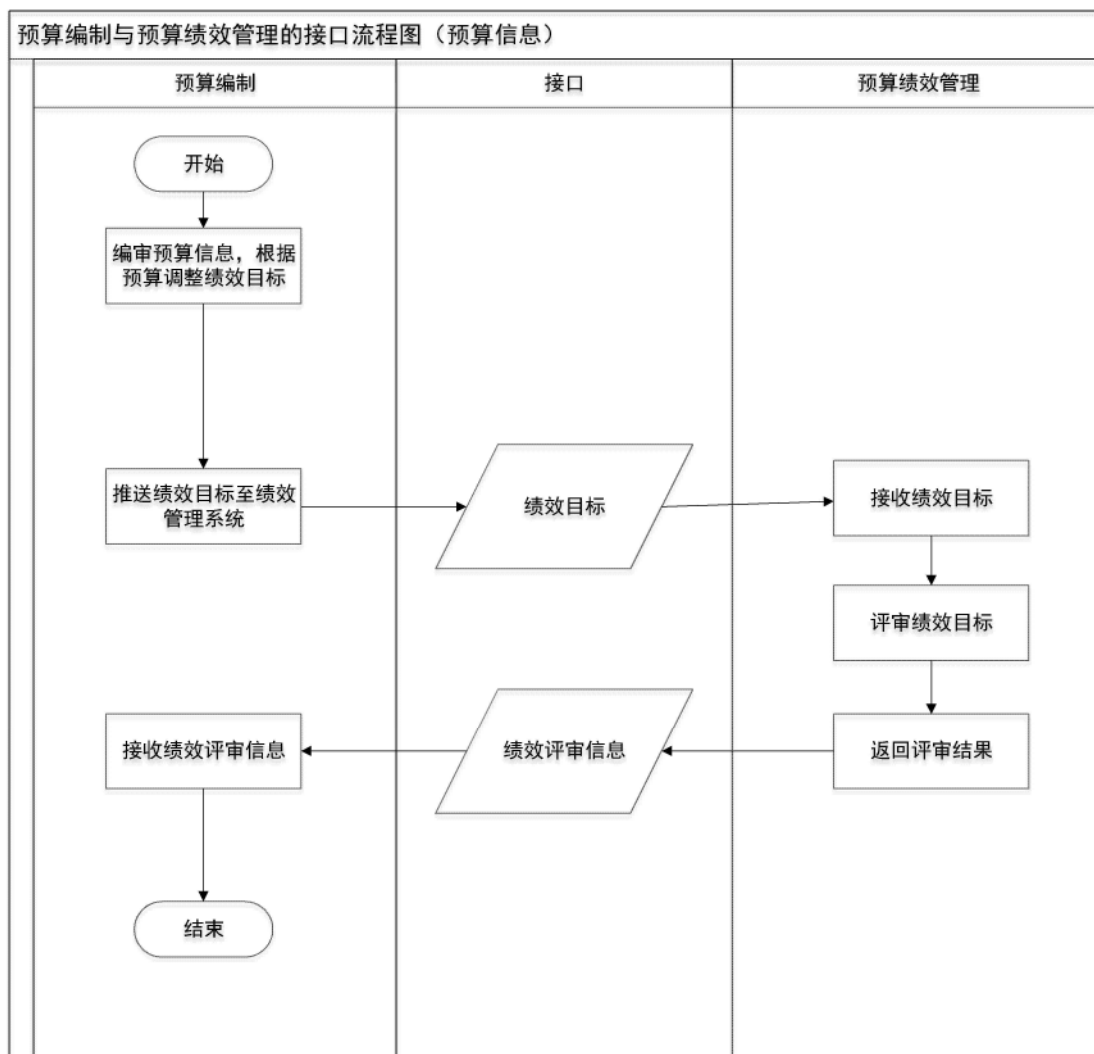 预算编制与预算绩效管理的接口流程图（预算信息）
预算编制
接口
预算绩效管理
开始
编审预算信息，根据
预算调整绩效目标
推送绩效目标至绩效
管理系统
绩效目标
接收绩效目标
评审绩效目标
接收绩效评审信息
绩效评审信息
返回评审结果
结束